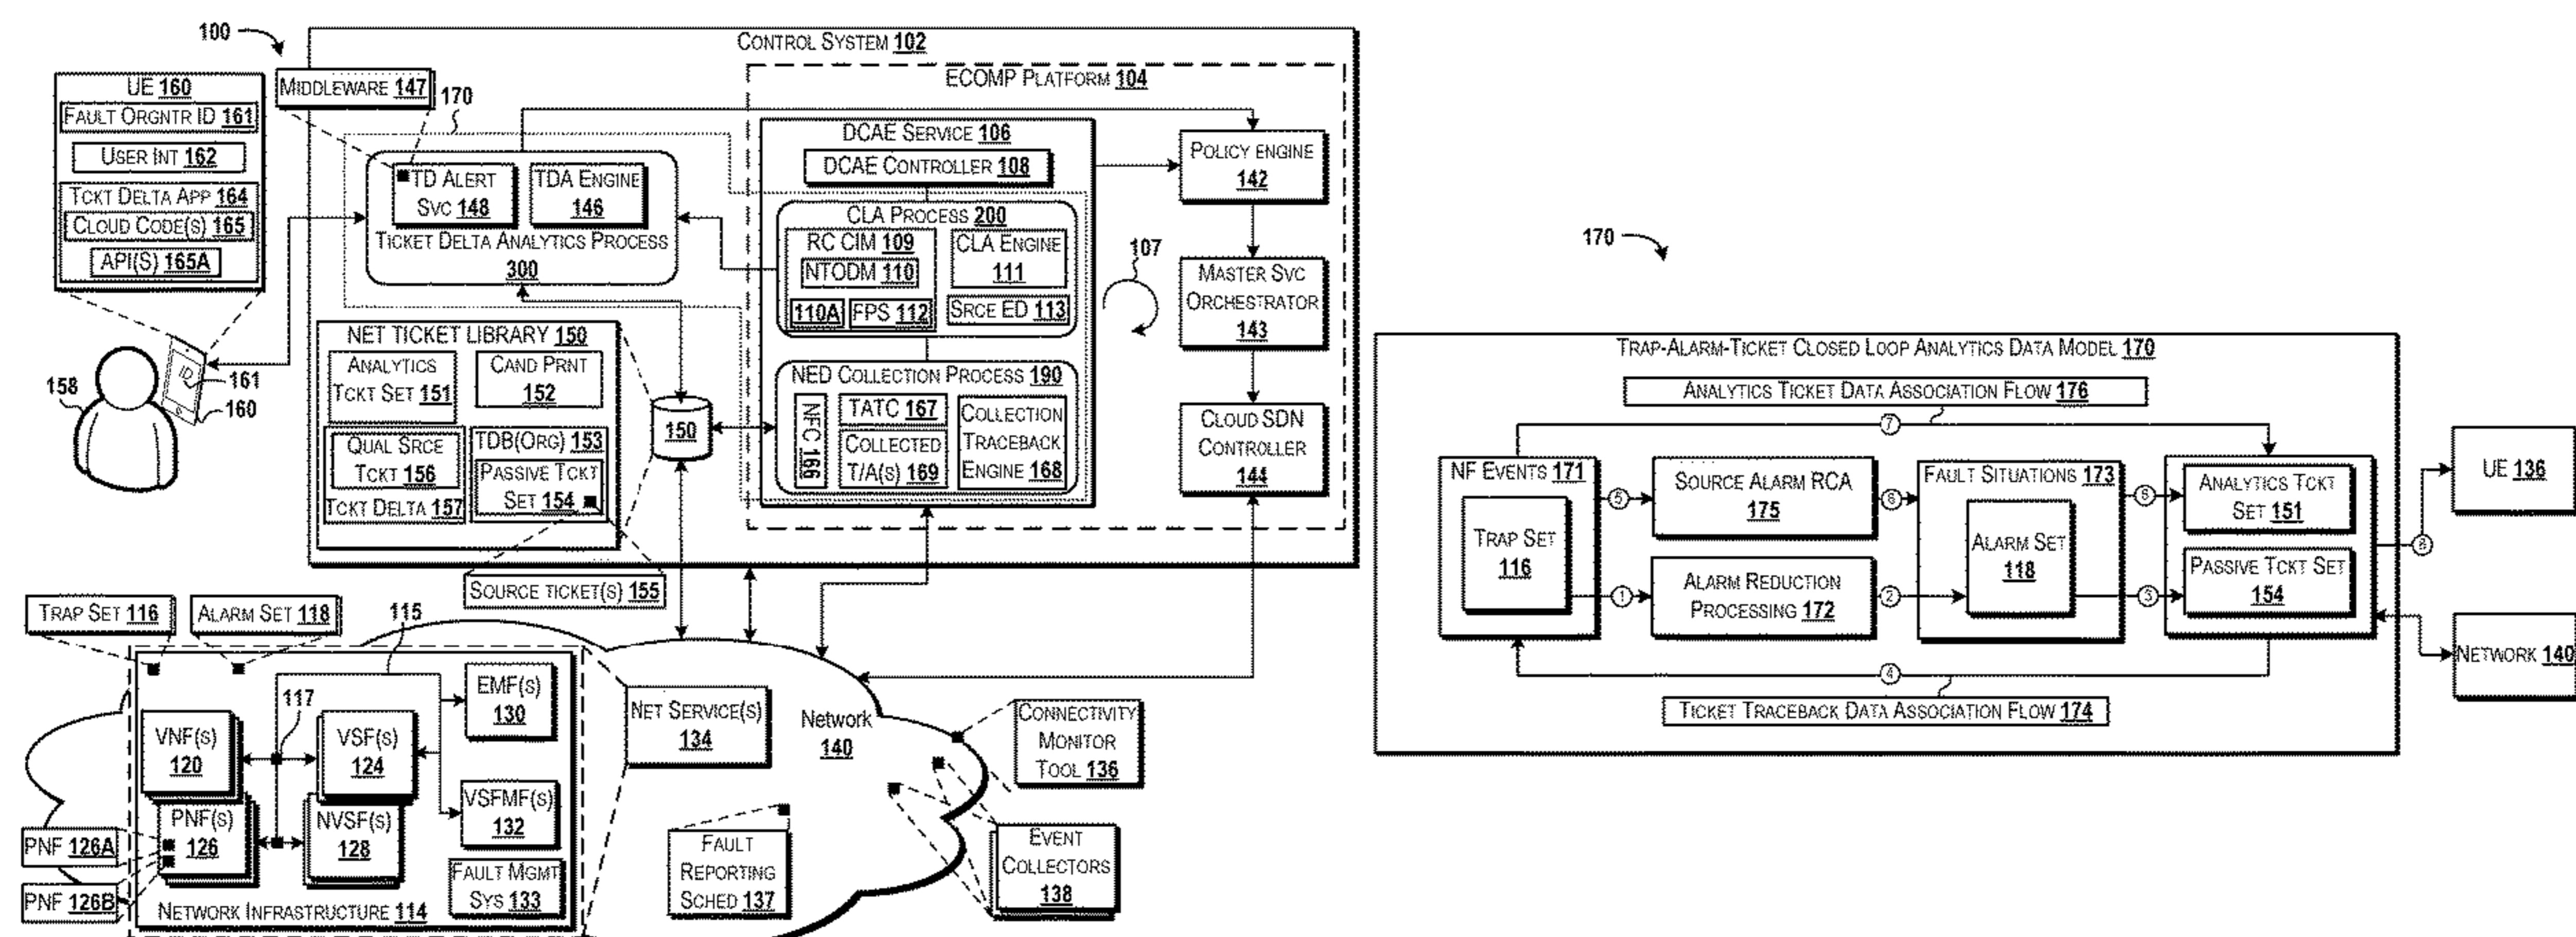 100
CONTROL SYSTEM 102
UE 160
FAULT ORGNTR ID 161
USER INT 162
TCKT DELTA APP 164
CLOUD CODE(S) 165
API(S) 165A
MIDDLEWARE 147
170
ECOMP PLATFORM 104
TD ALERT
SVC 148
TDA ENGINE
146
TICKET DELTA ANALYTICS PROCESS
300
DCAE SERVICE 106
DCAE CONTROLLER 108
CLA PROCESS 200
RC CIM 109
NTODM 110
110A
FPS 112
CLA ENGINE
111
SRCE ED 113
107
POLICY ENGINE
142
MASTER SVC
ORCHESTRATOR
143
CLOUD SDN
CONTROLLER
144
NED COLLECTION PROCESS 190
NFC 166
TATC 167
COLLECTED
T/A(S) 169
COLLECTION
TRACEBACK
ENGINE 168
NET TICKET LIBRARY 150
ANALYTICS
TCKT SET 151
CAND PRNT
152
QUAL SRCE
TCKT 156
TCKT DELTA 157
TDB(ORG) 153
PASSIVE TCKT
SET 154
150
SOURCE TICKET(S) 155
158
ID
161
160
TRAP SET 116
ALARM SET 118
115
117
VNF(S)
120
VSF(S)
124
EMF(S)
130
VSFMF(S)
132
PNF(S)
126
NVSF(S)
128
PNF 126A
PNF 126B
FAULT MGMT
SYS 133
NETWORK INFRASTRUCTURE 114
NET SERVICE(S)
134
Network
140
CONNECTIVITY
MONITOR
TOOL 136
FAULT
REPORTING
SCHED 137
EVENT
COLLECTORS
138
170
TRAP-ALARM-TICKET CLOSED LOOP ANALYTICS DATA MODEL 170
ANALYTICS TICKET DATA ASSOCIATION FLOW 176
7
NF EVENTS 171
TRAP SET
116
5
SOURCE ALARM RCA
175
6
FAULT SITUATIONS 173
ALARM SET
118
6
ANALYTICS TCKT
SET 151
1
ALARM REDUCTION
PROCESSING 172
2
3
PASSIVE TCKT SET
154
8
4
TICKET TRACEBACK DATA ASSOCIATION FLOW 174
UE 136
NETWORK 140